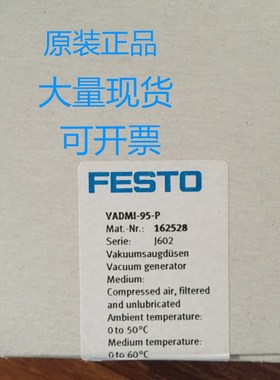 原装正品
大量现货
可开票
FESTO
VADMI-95-P
Mat.-Nr.: 162528
Serie: J602
Vakuumsaugdüsen
Vacuum generator
Medium:
Compressed air, filtered
and unlubricated
Ambient temperature:
0 to 50°C
Medium temperature:
0 to 60°C